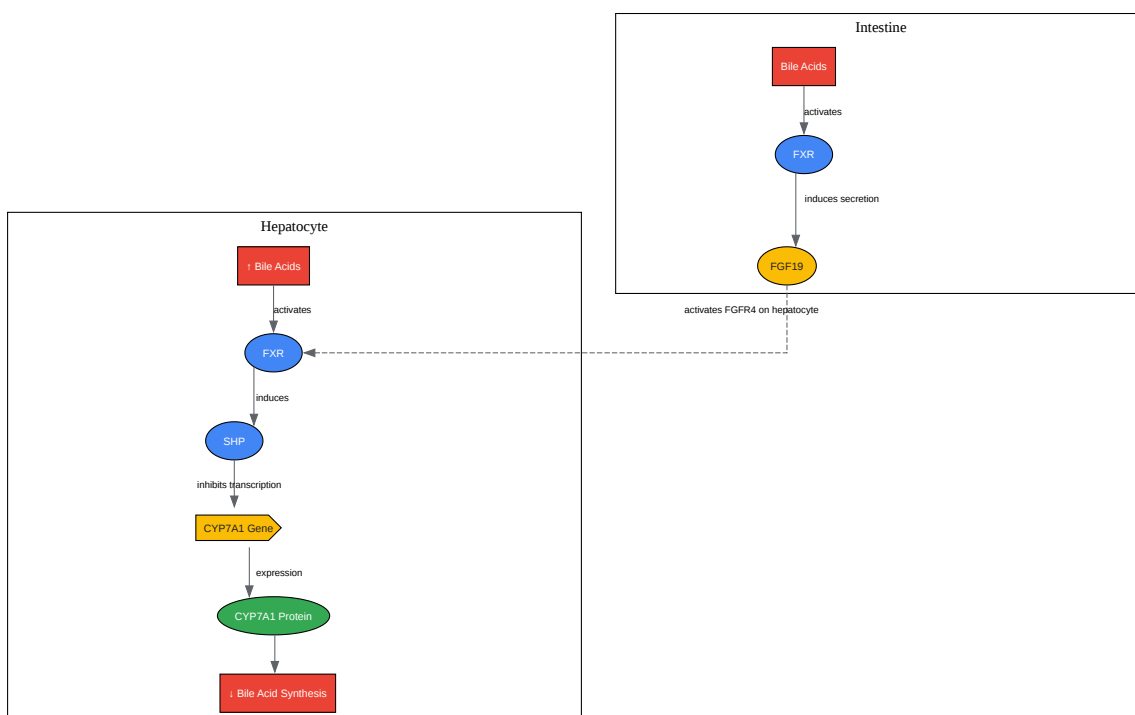 Intestine
Bile Acids
activates
FXR
induces secretion
FGF19
activates FGFR4 on hepatocyte
Hepatocyte
↑ Bile Acids
activates
FXR
induces
SHP
inhibits transcription
CYP7A1 Gene
expression
CYP7A1 Protein
↓ Bile Acid Synthesis